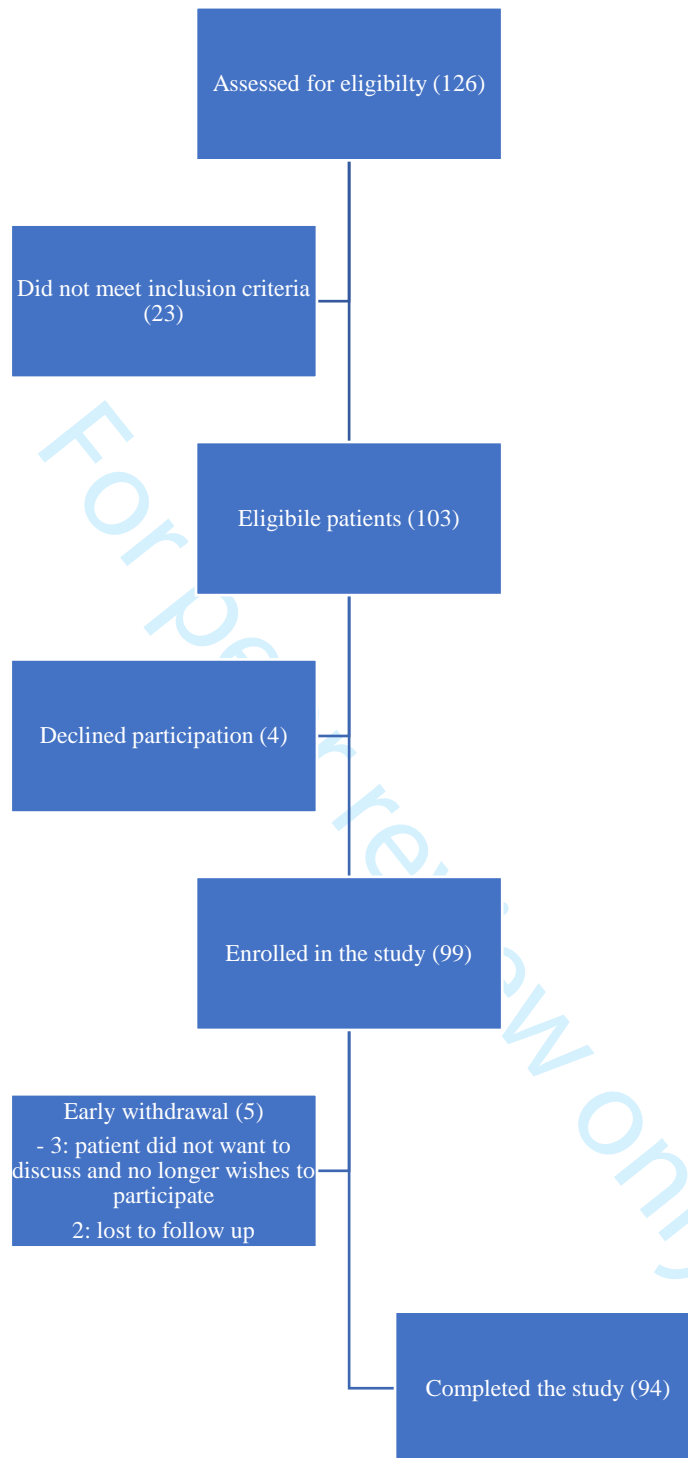 Assessed for eligibilty (126)
Did not meet inclusion criteria
(23)
Eligibile patients (103)
Declined participation (4)
Enrolled in the study (99)
Early withdrawal (5)
- 3: patient did not want to
discuss and no longer wishes to
participate
2: lost to follow up
Completed the study (94)
For peer review only